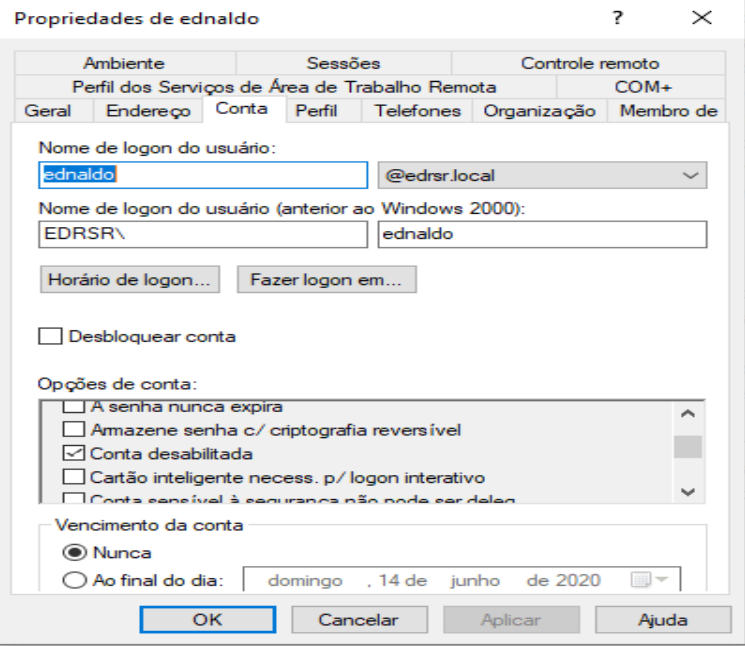 Propriedades de ednaldo ? ×
Ambiente Sessões Controle remoto
Perfil dos Serviços de Área de Trabalho Remota COM+
Geral Endereço Conta Perfil Telefones Organização Membro de
Nome de logon do usuário:
ednaldo @edrsr.local
Nome de logon do usuário (anterior ao Windows 2000):
EDRSR\ ednaldo
Horário de logon... Fazer logon em...
Desbloquear conta
Opções de conta:
A senha nunca expira
Armazene senha c/ criptografia reversível
Conta desabilitada
Cartão inteligente necess. p/ logon interativo
Conta sensível à segurança não pode ser deleg
Vencimento da conta
Nunca
Ao final do dia: domingo , 14 de junho de 2020
OK Cancelar Aplicar Ajuda